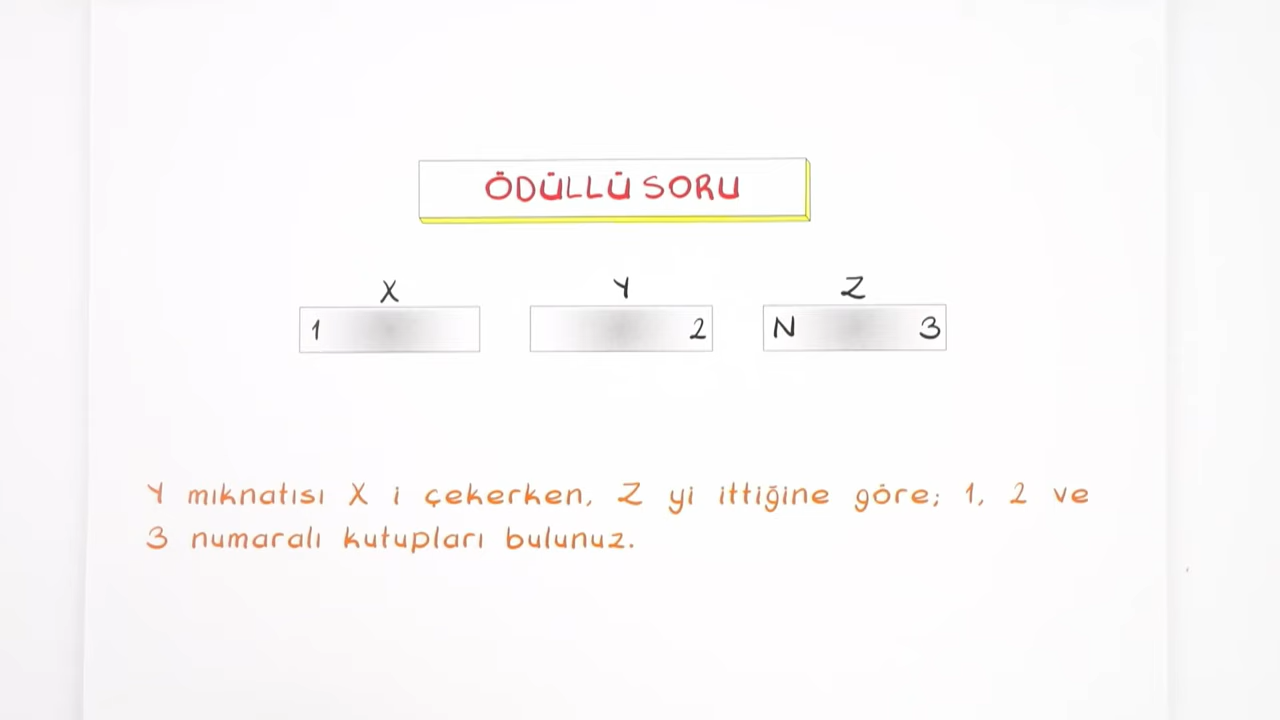 ÖDÜLLÜ SORU
X Y Z
1 2 N 3
Y mıknatısı X i çekerken, Z yi ittiğine göre; 1, 2 ve
3 numaralı kutupları bulunuz.